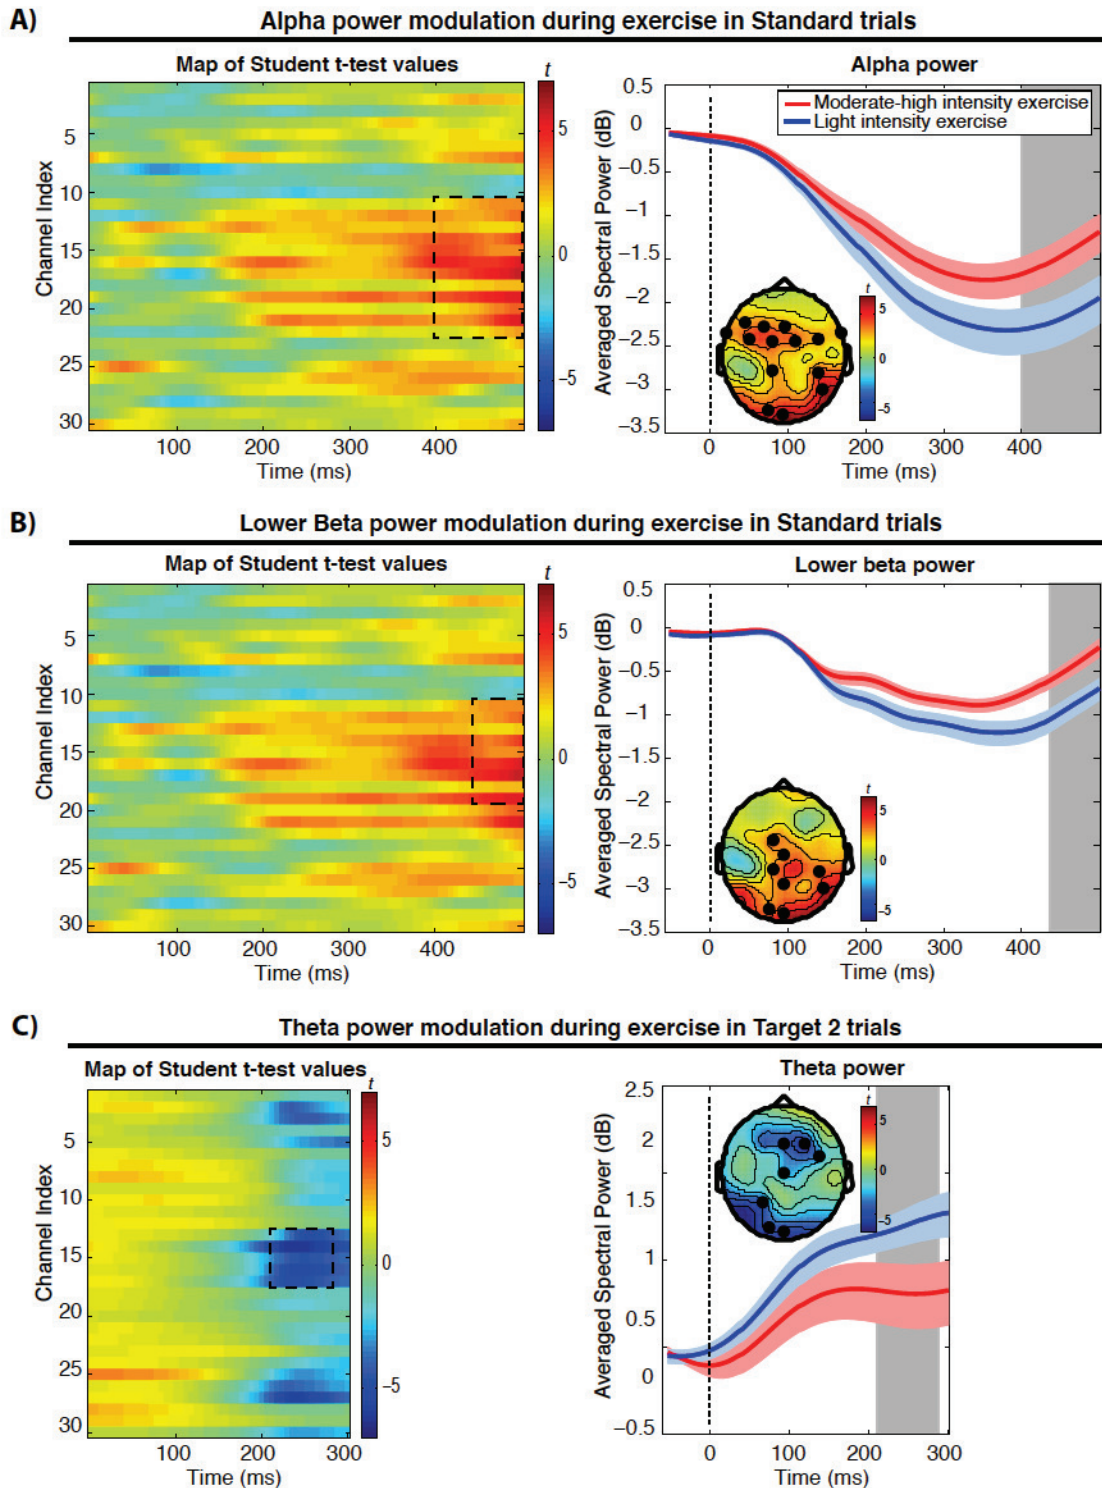 A)
Alpha power modulation during exercise in Standard trials
Map of Student t-test values
t
5
0
−5
Channel Index
5
10
15
20
25
30
100 200 300 400
Time (ms)
Alpha power
Moderate-high intensity exercise
Light intensity exercise
Averaged Spectral Power (dB)
0.5
0
−0.5
−1
−1.5
−2
−2.5
−3
−3.5
t
5
0
−5
0 100 200 300 400
Time (ms)
B)
Lower Beta power modulation during exercise in Standard trials
Map of Student t-test values
t
5
0
−5
Channel Index
5
10
15
20
25
30
100 200 300 400
Time (ms)
Lower beta power
Averaged Spectral Power (dB)
0.5
0
−0.5
−1
−1.5
−2
−2.5
−3
−3.5
t
5
0
−5
0 100 200 300 400
Time (ms)
C)
Theta power modulation during exercise in Target 2 trials
Map of Student t-test values
t
5
0
−5
Channel Index
5
10
15
20
25
30
100 200 300
Time (ms)
Theta power
Averaged Spectral Power (dB)
2.5
2
1.5
1
0.5
0
−0.5
t
5
0
−5
0 100 200 300
Time (ms)